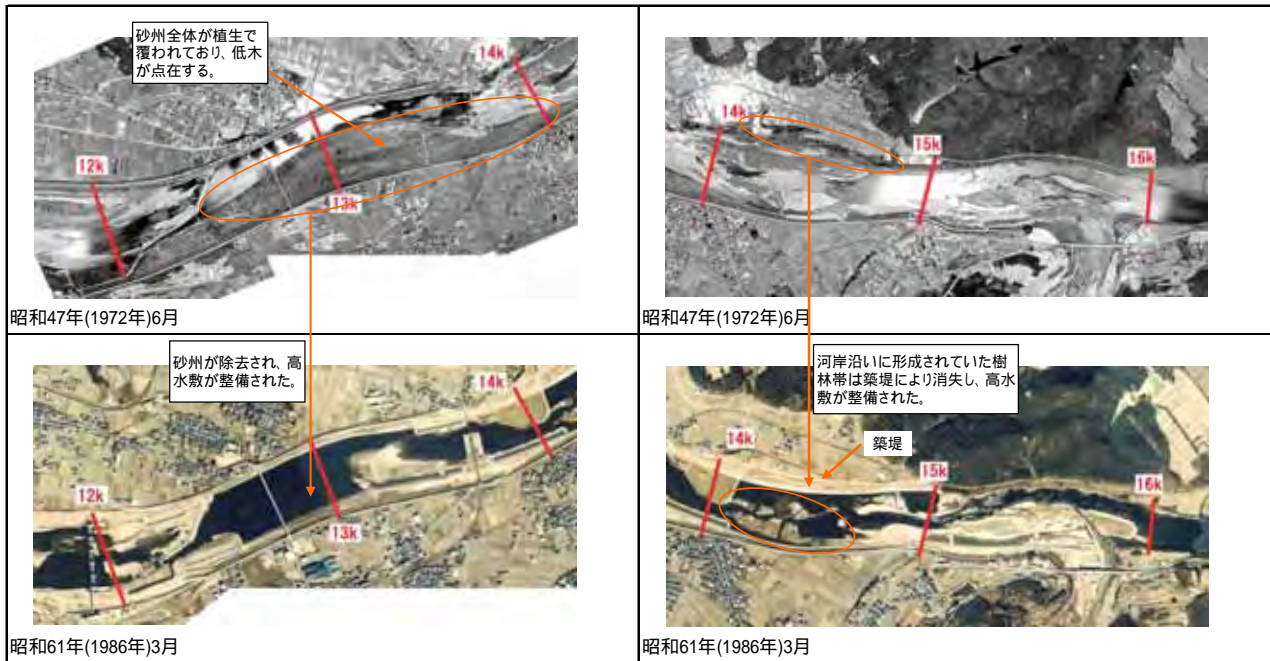 砂州全体が植生で
覆われており、低木
が点在する。
14k
12k
13k
昭和47年(1972年)6月
14k
15k
16k
昭和47年(1972年)6月
砂州が除去され、高
水敷が整備された。
14k
12k
13k
昭和61年(1986年)3月
河岸沿いに形成されていた樹
林帯は築堤により消失し、高水
敷が整備された。
築堤
14k
15k
16k
昭和61年(1986年)3月